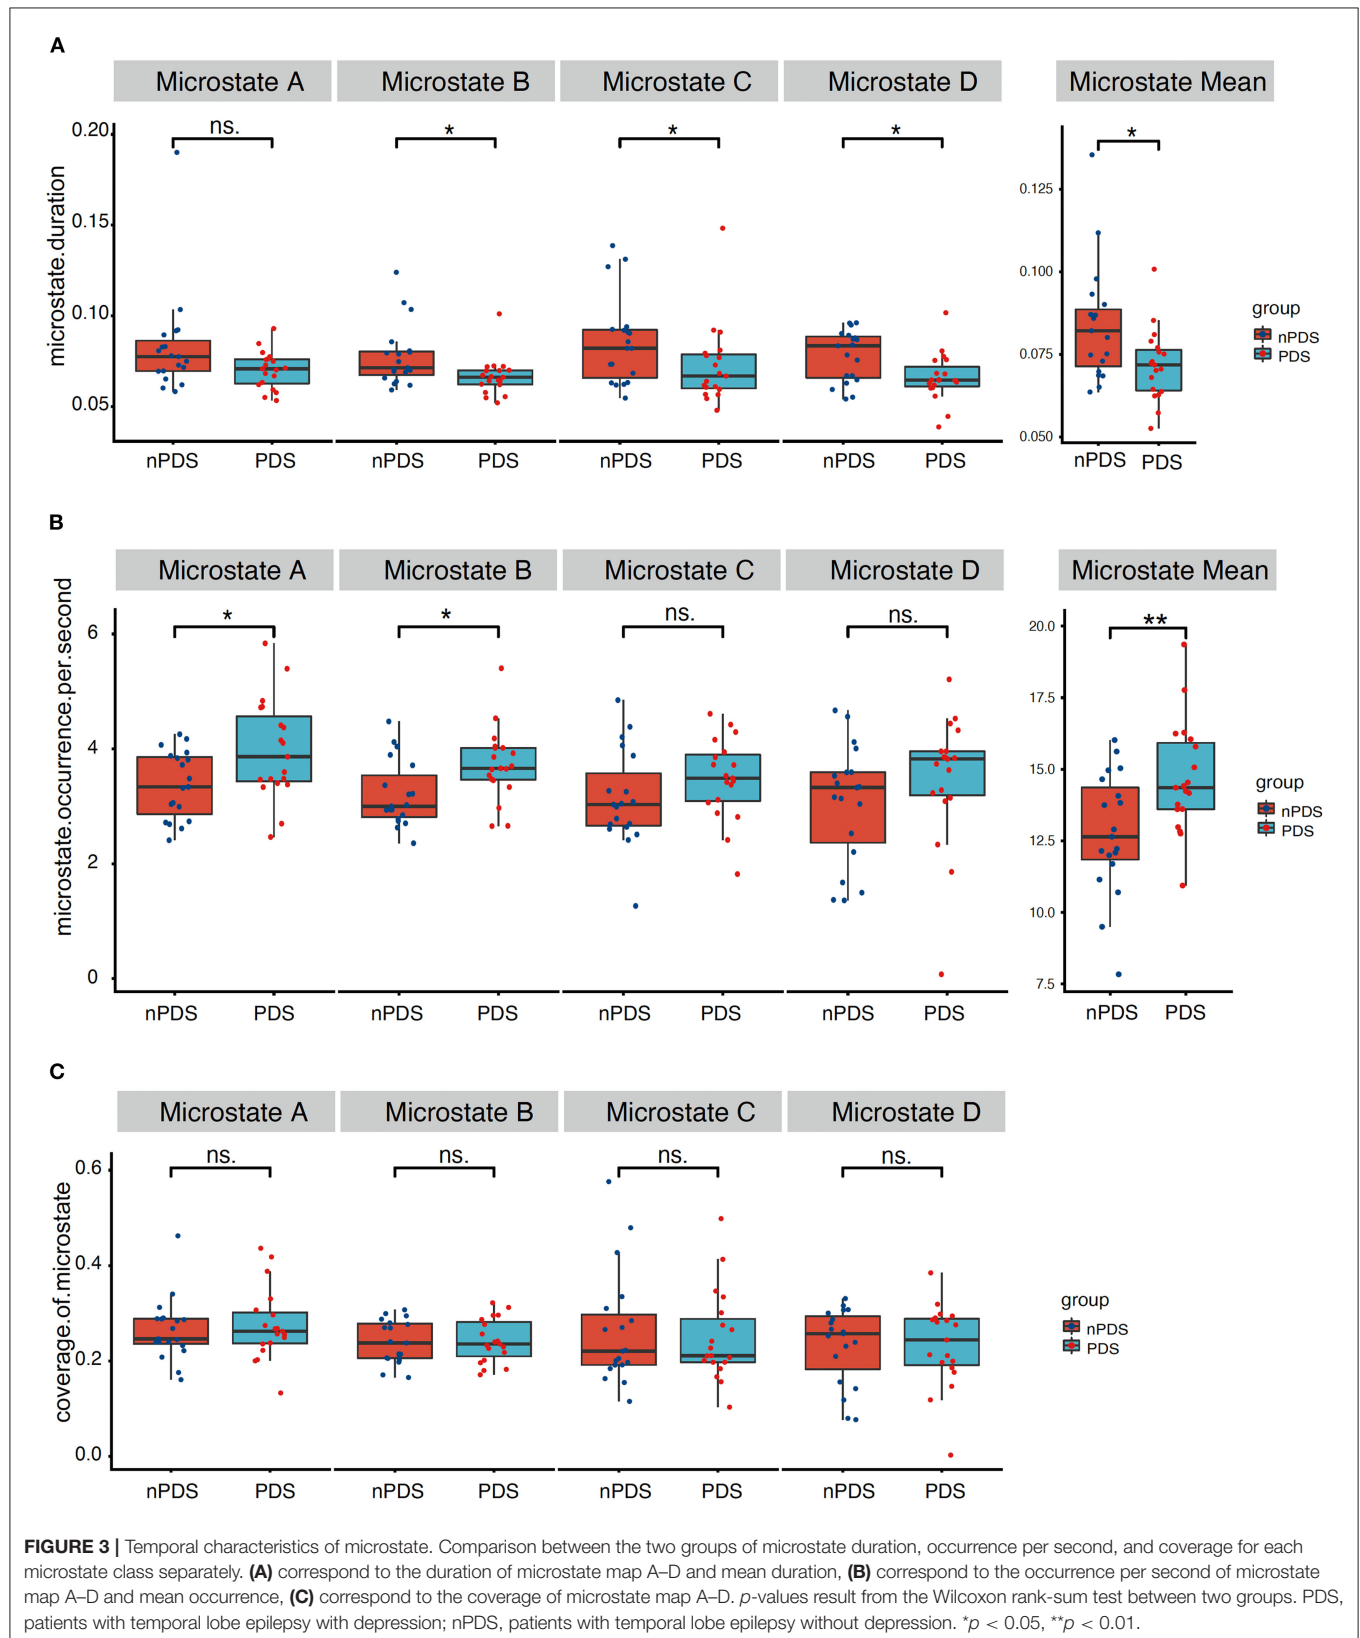 A
Microstate A Microstate B Microstate C Microstate D Microstate Mean
ns. * * * *
microstate.duration
0.20
0.15
0.10
0.05
0.125
0.100
0.075
0.050
nPDS PDS nPDS PDS nPDS PDS nPDS PDS nPDS PDS
group
nPDS
PDS
B
Microstate A Microstate B Microstate C Microstate D Microstate Mean
* * ns. ns. **
microstate.occurrence.per.second
6
4
2
0
20.0
17.5
15.0
12.5
10.0
7.5
nPDS PDS nPDS PDS nPDS PDS nPDS PDS nPDS PDS
group
nPDS
PDS
C
Microstate A Microstate B Microstate C Microstate D
ns. ns. ns. ns.
coverage.of.microstate
0.6
0.4
0.2
0.0
nPDS PDS nPDS PDS nPDS PDS nPDS PDS
group
nPDS
PDS
FIGURE 3 | Temporal characteristics of microstate. Comparison between the two groups of microstate duration, occurrence per second, and coverage for each
microstate class separately. (A) correspond to the duration of microstate map A–D and mean duration, (B) correspond to the occurrence per second of microstate
map A–D and mean occurrence, (C) correspond to the coverage of microstate map A–D. p-values result from the Wilcoxon rank-sum test between two groups. PDS,
patients with temporal lobe epilepsy with depression; nPDS, patients with temporal lobe epilepsy without depression. *p < 0.05, **p < 0.01.